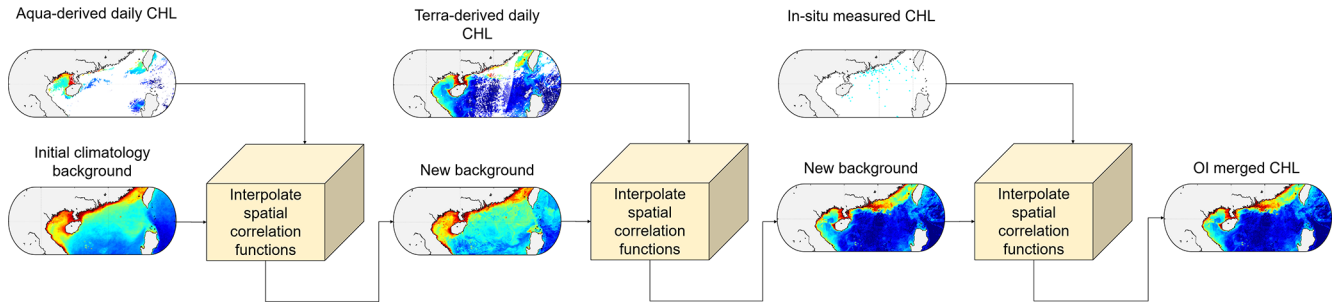 Aqua-derived daily CHL
Terra-derived daily
CHL
In-situ measured CHL
Initial climatology
background
Interpolate
spatial
correlation
functions
New background
Interpolate
spatial
correlation
functions
New background
Interpolate
spatial
correlation
functions
OI merged CHL